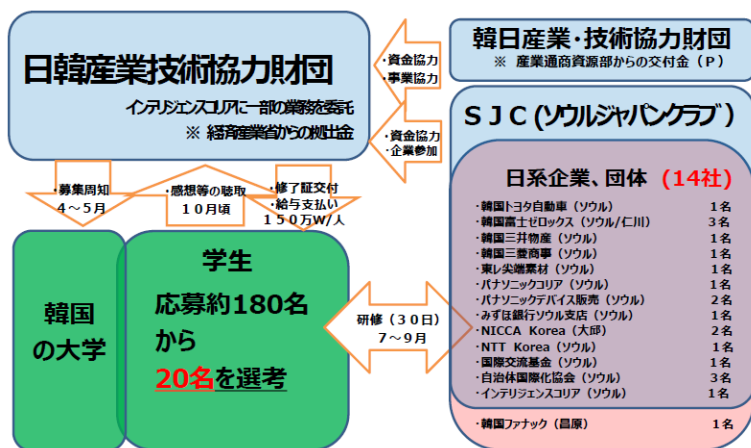 日韓産業技術協力財団
インテリジェンスコリアに一部の業務を委託
※ 経済産業省からの拠出金
・資金協力
・事業協力
韓日産業・技術協力財団
※ 産業通商資源部からの交付金（P）
・資金協力
・企業参加
ＳＪＣ（ソウルジャパンクラブ）
日系企業、団体 （14社）
・韓国トヨタ自動車（ソウル） 1名
・韓国富士ゼロックス（ソウル/仁川） 3名
・韓国三井物産（ソウル） 1名
・韓国三菱商事（ソウル） 1名
・東レ尖端素材（ソウル） 1名
・パナソニックコリア（ソウル） 1名
・パナソニックデバイス販売（ソウル） 2名
・みずほ銀行ソウル支店（ソウル） 1名
・NICCA Korea（大邱） 2名
・NTT Korea（ソウル） 1名
・国際交流基金（ソウル） 1名
・自治体国際化協会（ソウル） 3名
・インテリジェンスコリア（ソウル） 1名
・韓国ファナック（昌原） 1名
・募集周知
４～５月
・感想等の聴取
１０月頃
・修了証交付
・給与支払い
１５０万W/人
韓国
の大学
学生
応募約180名
から
20名を選考
研修（３０日）
７～９月